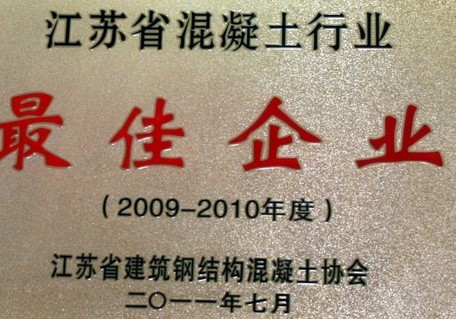 江苏省混凝土行业
最佳企业
（2009-2010年度）
江苏省建筑钢结构混凝土协会
二〇一一年七月